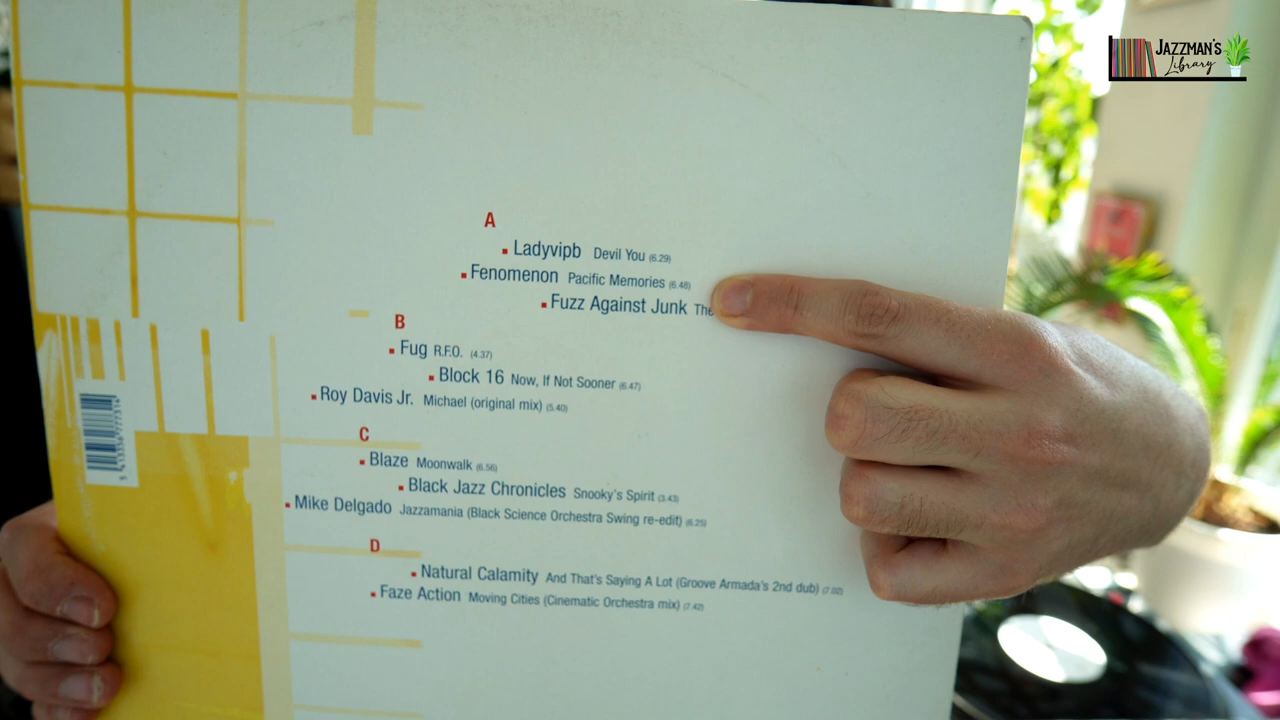 JAZZMAN'S
Library
A
Ladyvipb Devil You (6.29)
Fenomenon Pacific Memories (6.48)
Fuzz Against Junk The
B
Fug R.F.O. (4.37)
Block 16 Now, If Not Sooner (6.47)
Roy Davis Jr. Michael (original mix) (5.40)
C
Blaze Moonwalk (6.56)
Black Jazz Chronicles Snooky's Spirit (3.43)
Mike Delgado Jazzamania (Black Science Orchestra Swing re-edit) (6.25)
D
Natural Calamity And That's Saying A Lot (Groove Armada's 2nd dub) (7.02)
Faze Action Moving Cities (Cinematic Orchestra mix) (7.42)